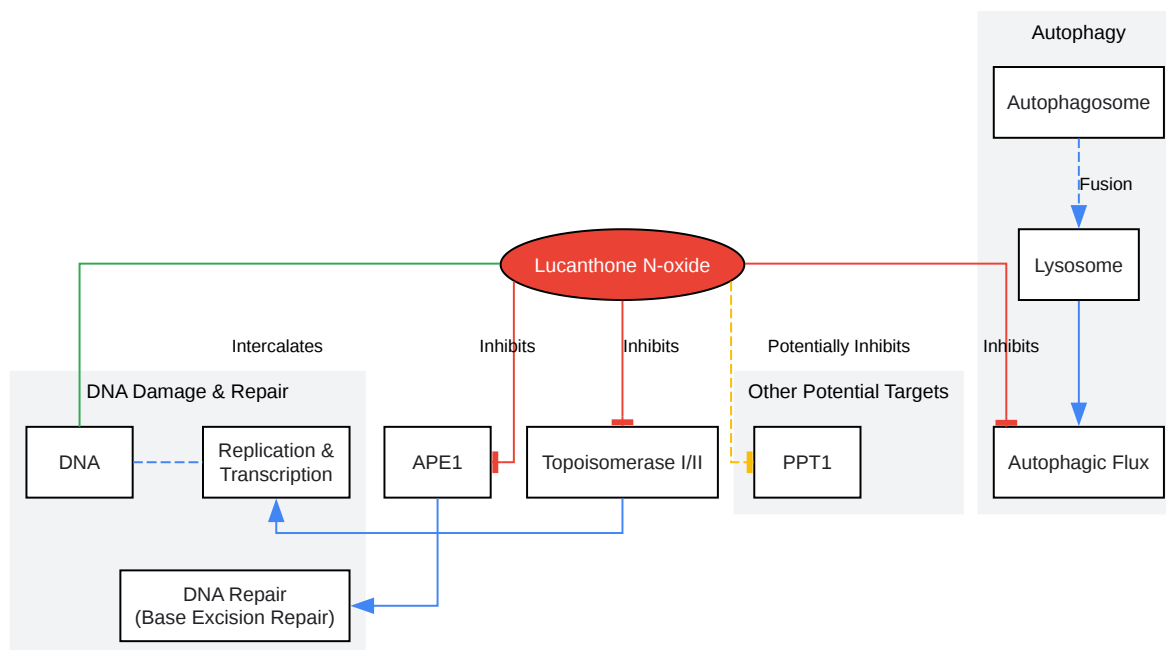 Autophagy
Autophagosome
Fusion
Lucanthone N-oxide
Lysosome
Intercalates
Inhibits
Inhibits
Potentially Inhibits
Inhibits
DNA Damage & Repair
Other Potential Targets
DNA
Replication &
Transcription
APE1
Topoisomerase I/II
PPT1
Autophagic Flux
DNA Repair
(Base Excision Repair)